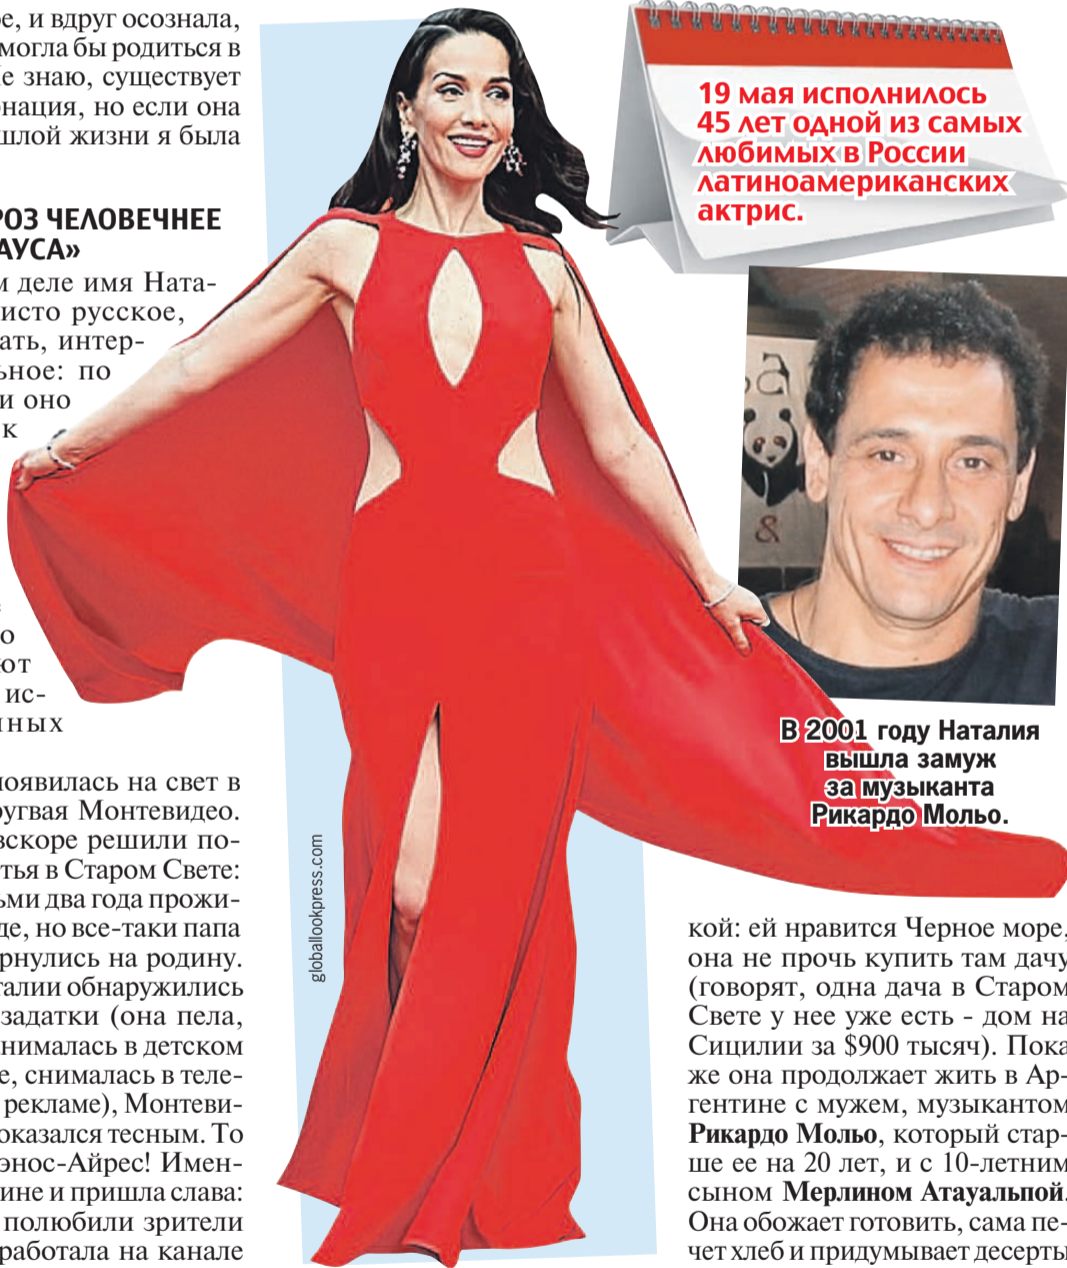 е, и вдруг осознала,
могла бы родиться в
е знаю, существует
рнация, но если она
шлой жизни я была
РОЗ ЧЕЛОВЕЧНЕЕ
АУСА»
м деле имя Ната-
исто русское,
ать, интер-
ьное: по
и оно
к
о
ют
ис-
нных
появилась на свет в
ругвая Монтевидео.
вскоре решили по-
тья в Старом Свете:
ьми два года прожи-
де, но все-таки папа
рнулись на родину.
талии обнаружились
задатки (она пела,
нималась в детском
е, снималась в теле-
рекламе), Монтеви-
оказался тесным. То
энос-Айрес! Имен-
ине и пришла слава:
полюбили зрители
работала на канале
globallookpress.com
19 мая исполнилось
45 лет одной из самых
любимых в России
латиноамериканских
актрис.
&
В 2001 году Наталия
вышла замуж
за музыканта
Рикардо Мольо.
кой: ей нравится Черное море,
она не прочь купить там дачу
(говорят, одна дача в Старом
Свете у нее уже есть - дом на
Сицилии за $900 тысяч). Пока
же она продолжает жить в Ар-
гентине с мужем, музыкантом
Рикардо Мольо, который стар-
ше ее на 20 лет, и с 10-летним
сыном Мерлином Атауальпой.
Она обожает готовить, сама пе-
чет хлеб и придумывает десерты